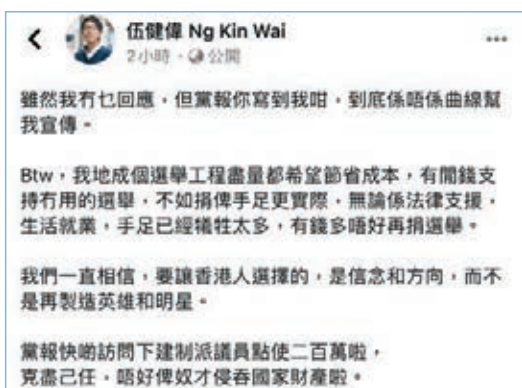 伍健偉 Ng Kin Wai
2小時・公開
雖然我冇乜回應，但黨報你寫到我咁，到底係唔係曲線幫
我宣傳。
Btw，我地成個選舉工程盡量都希望節省成本，有閒錢支
持冇用的選舉，不如捐俾手足更實際，無論係法律支援，
生活就業，手足已經犧牲太多，有錢多唔好再捐選舉。
我們一直相信，要讓香港人選擇的，是信念和方向，而不
是再製造英雄和明星。
黨報快啲訪問下建制派議員點使二百萬啦，
克盡己任，唔好俾奴才侵吞國家財產啦。